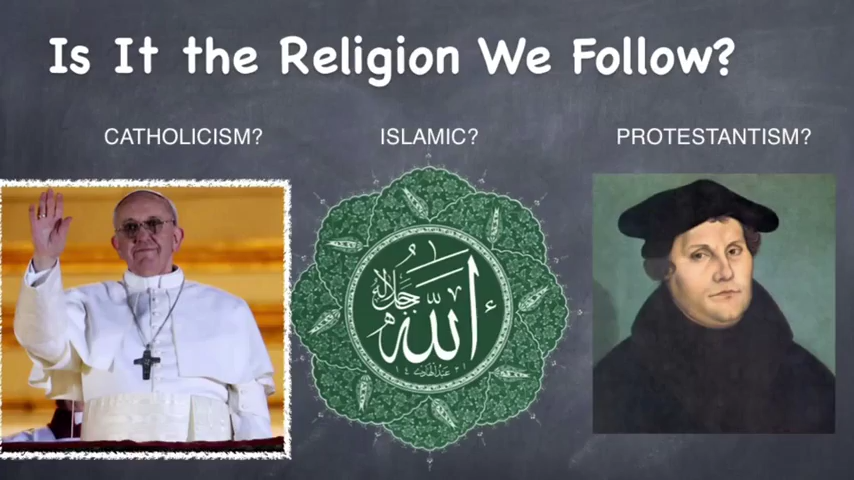 Is It the Religion We Follow?
CATHOLICISM?
ISLAMIC?
PROTESTANTISM?
الله
جل جلاله